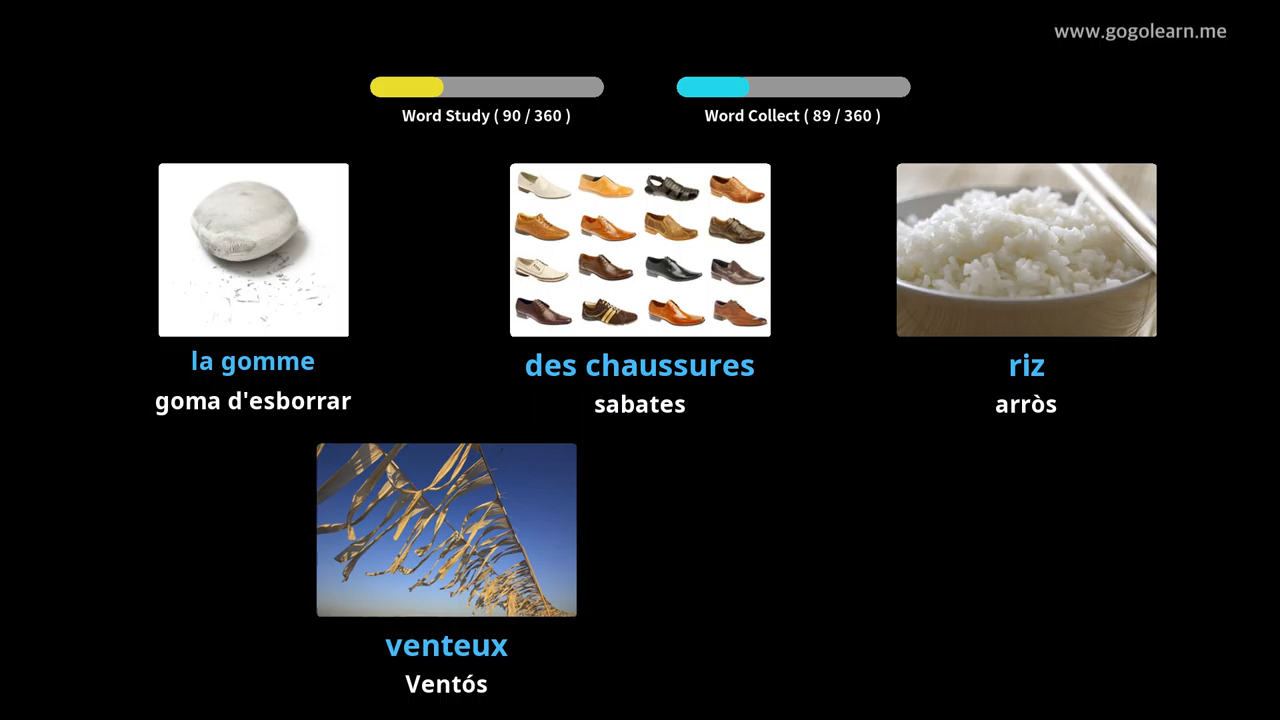 www.gogolearn.me
Word Study ( 90 / 360 )
Word Collect ( 89 / 360 )
la gomme
goma d'esborrar
des chaussures
sabates
riz
arròs
venteux
Ventós